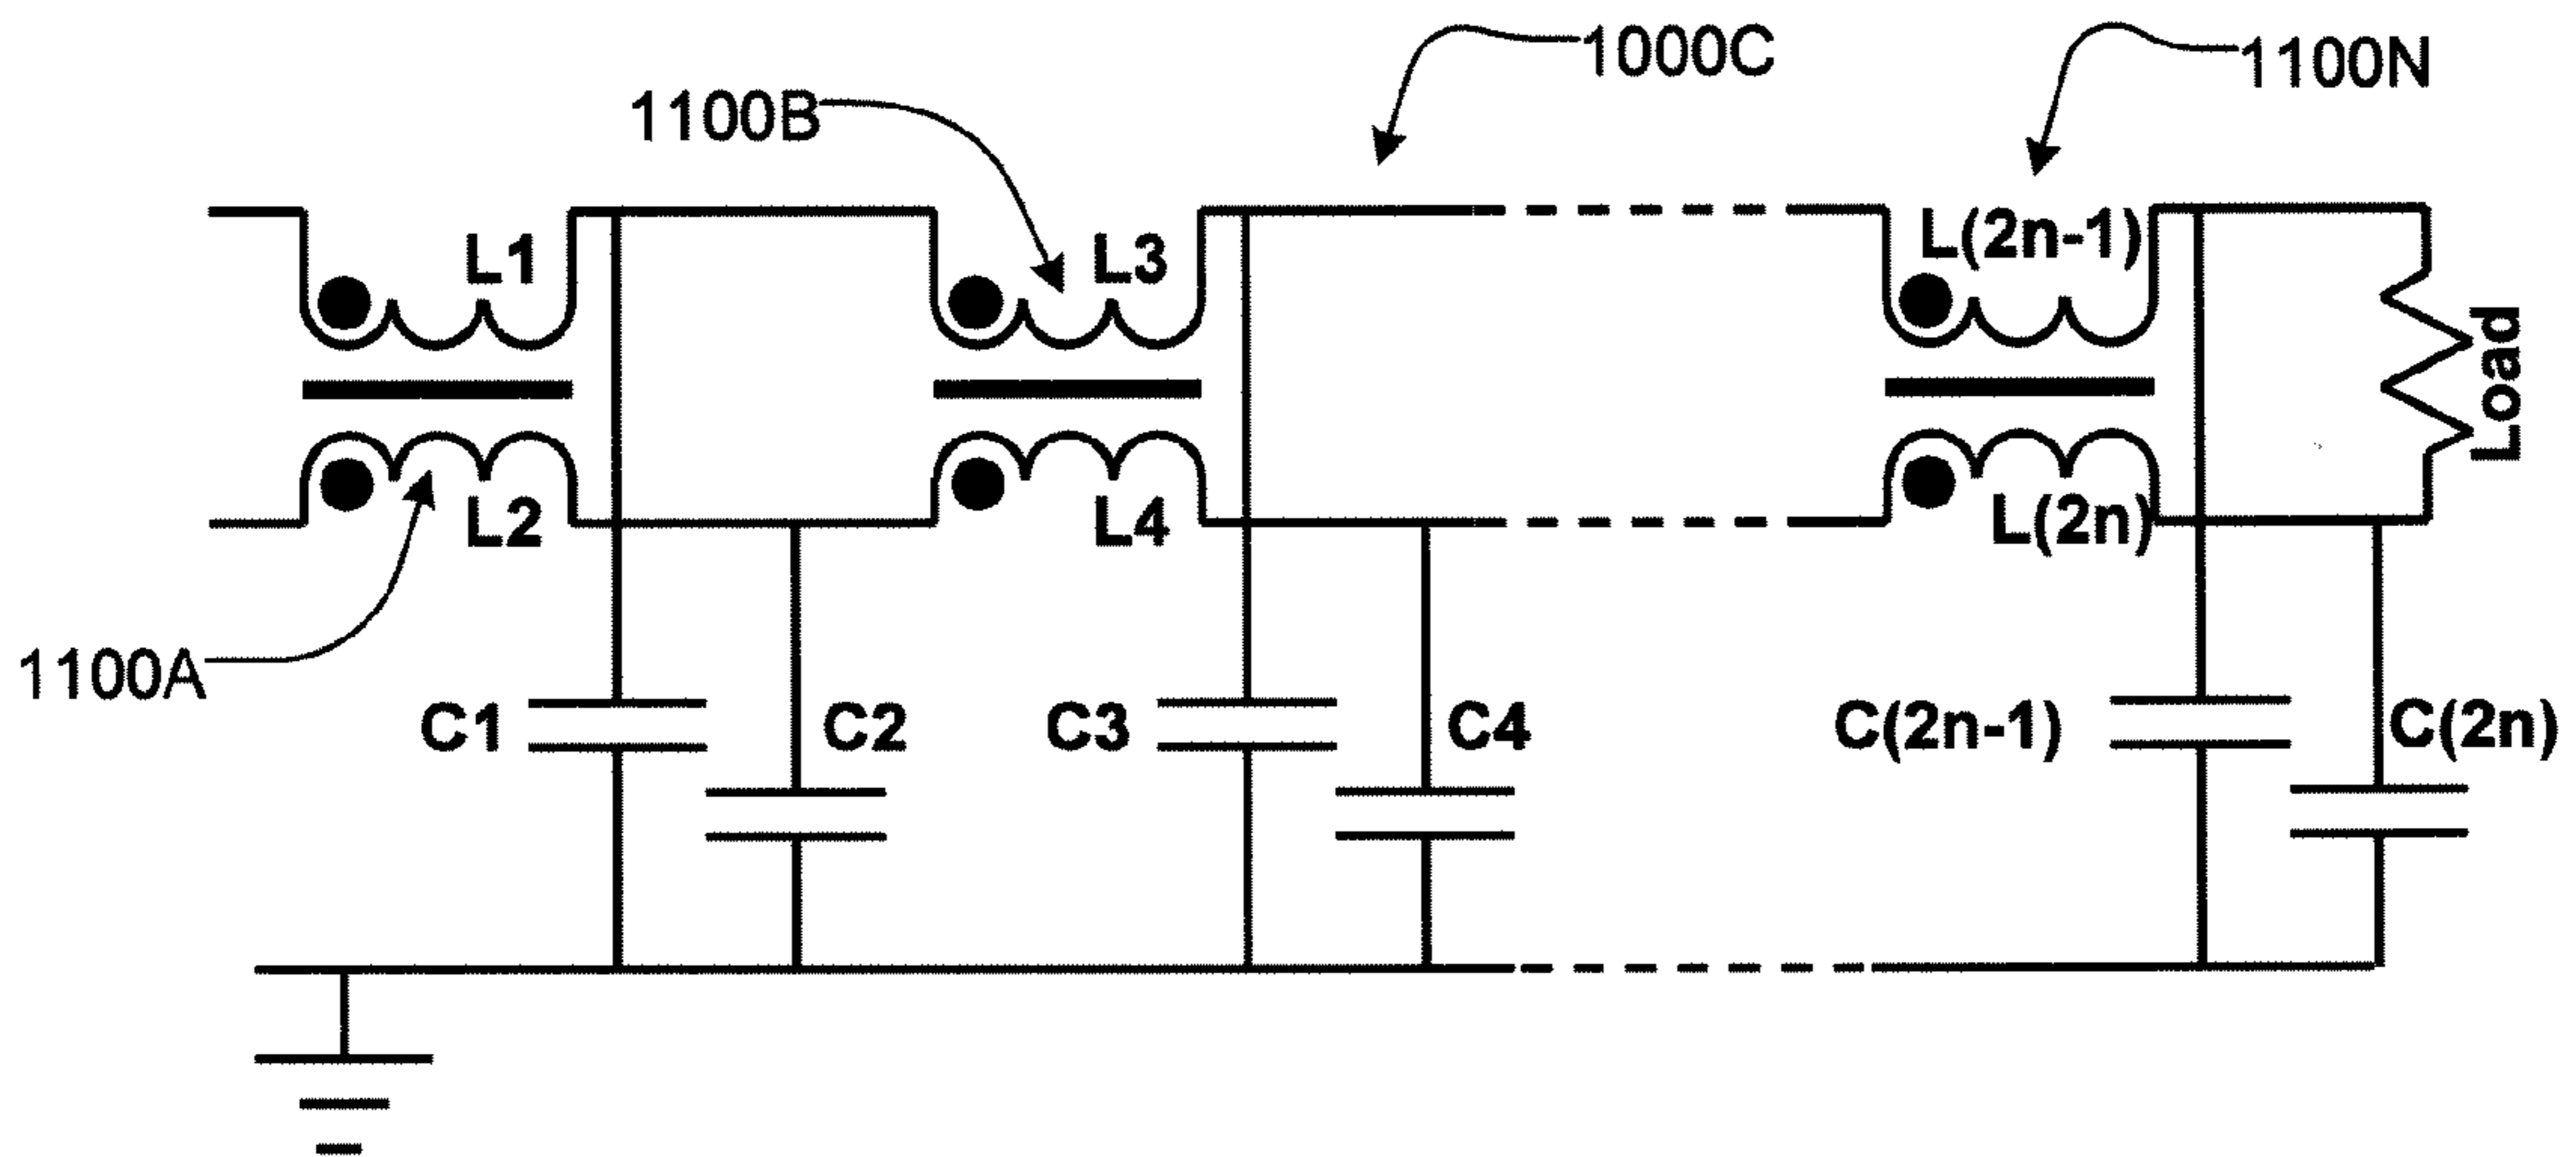 1000C
1100N
1100B
L1
L3
L(2n-1)
Load
L2
L4
L(2n)
1100A
C1
C2
C3
C4
C(2n-1)
C(2n)